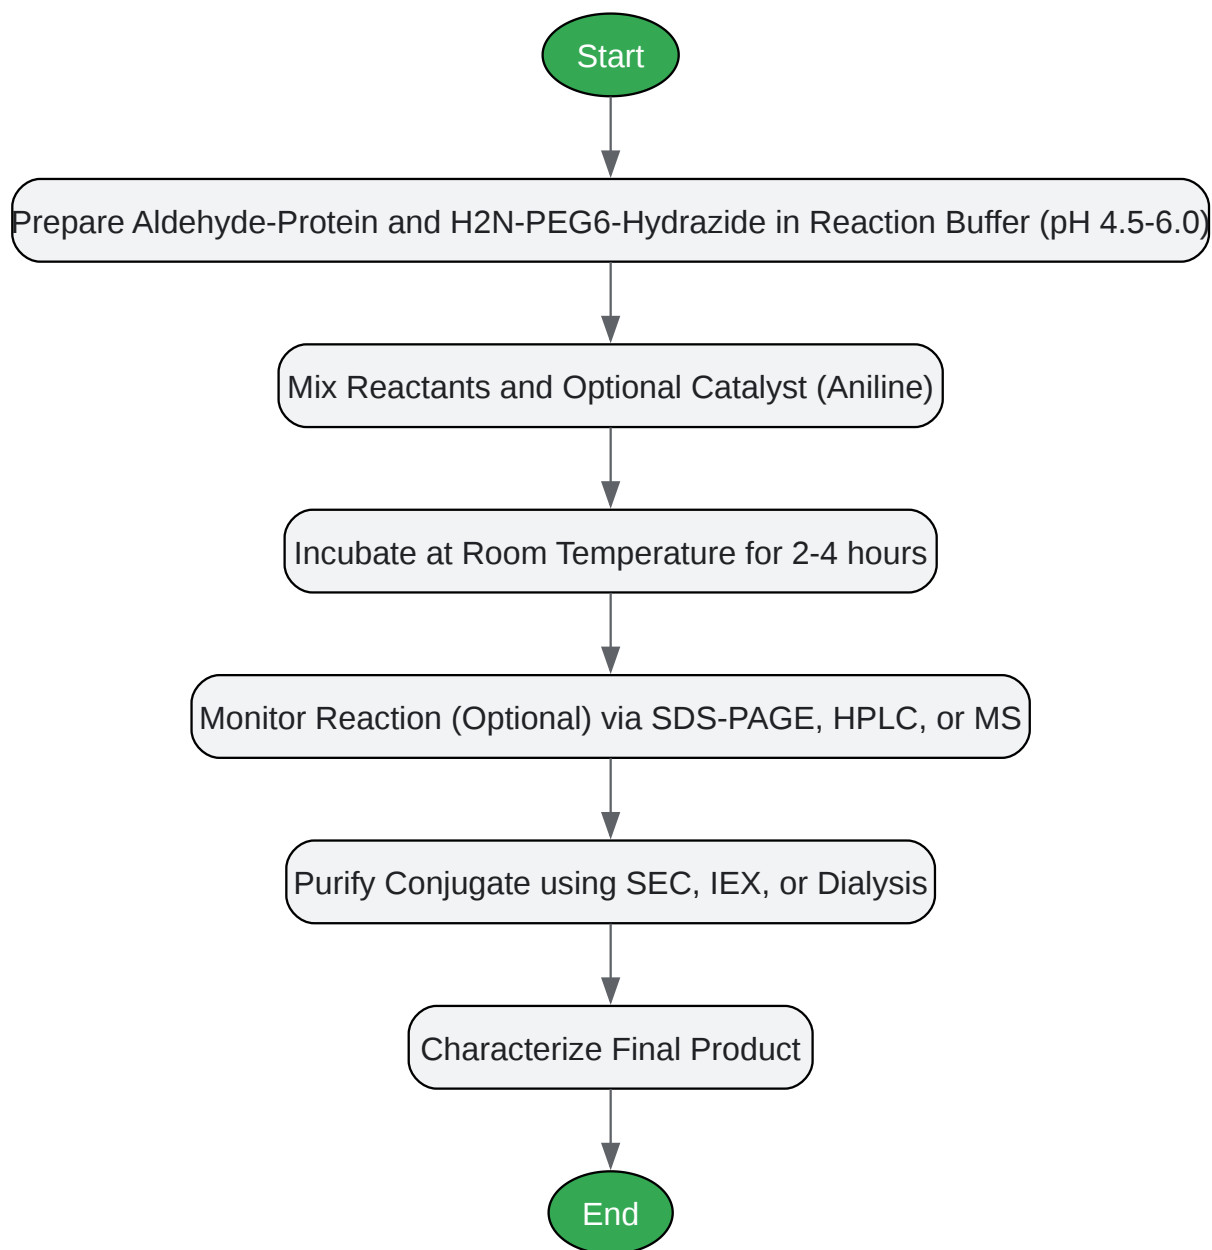 Start
Prepare Aldehyde-Protein and H2N-PEG6-Hydrazide in Reaction Buffer (pH 4.5-6.0)
Mix Reactants and Optional Catalyst (Aniline)
Incubate at Room Temperature for 2-4 hours
Monitor Reaction (Optional) via SDS-PAGE, HPLC, or MS
Purify Conjugate using SEC, IEX, or Dialysis
Characterize Final Product
End